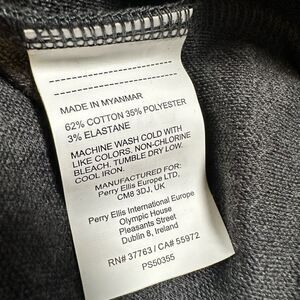 MADE IN MYANMAR
62% COTTON 35% POLYESTER
3% ELASTANE
MACHINE WASH COLD WITH
LIKE COLORS. NON-CHLORINE
BLEACH. TUMBLE DRY LOW.
COOL IRON.
MANUFACTURED FOR:
Perry Ellis Europe LTD,
CM8 3DJ, UK
Perry Ellis International Europe
Olympic House
Pleasants Street
Dublin 8, Ireland
RN# 37763 / CA# 55972
PS50355